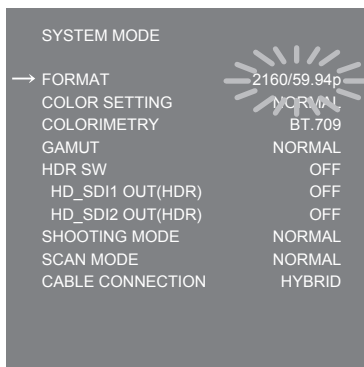 SYSTEM MODE
→ FORMAT 2160/59.94p
COLOR SETTING NORMAL
COLORIMETRY BT.709
GAMUT NORMAL
HDR SW OFF
HD_SDI1 OUT(HDR) OFF
HD_SDI2 OUT(HDR) OFF
SHOOTING MODE NORMAL
SCAN MODE NORMAL
CABLE CONNECTION HYBRID